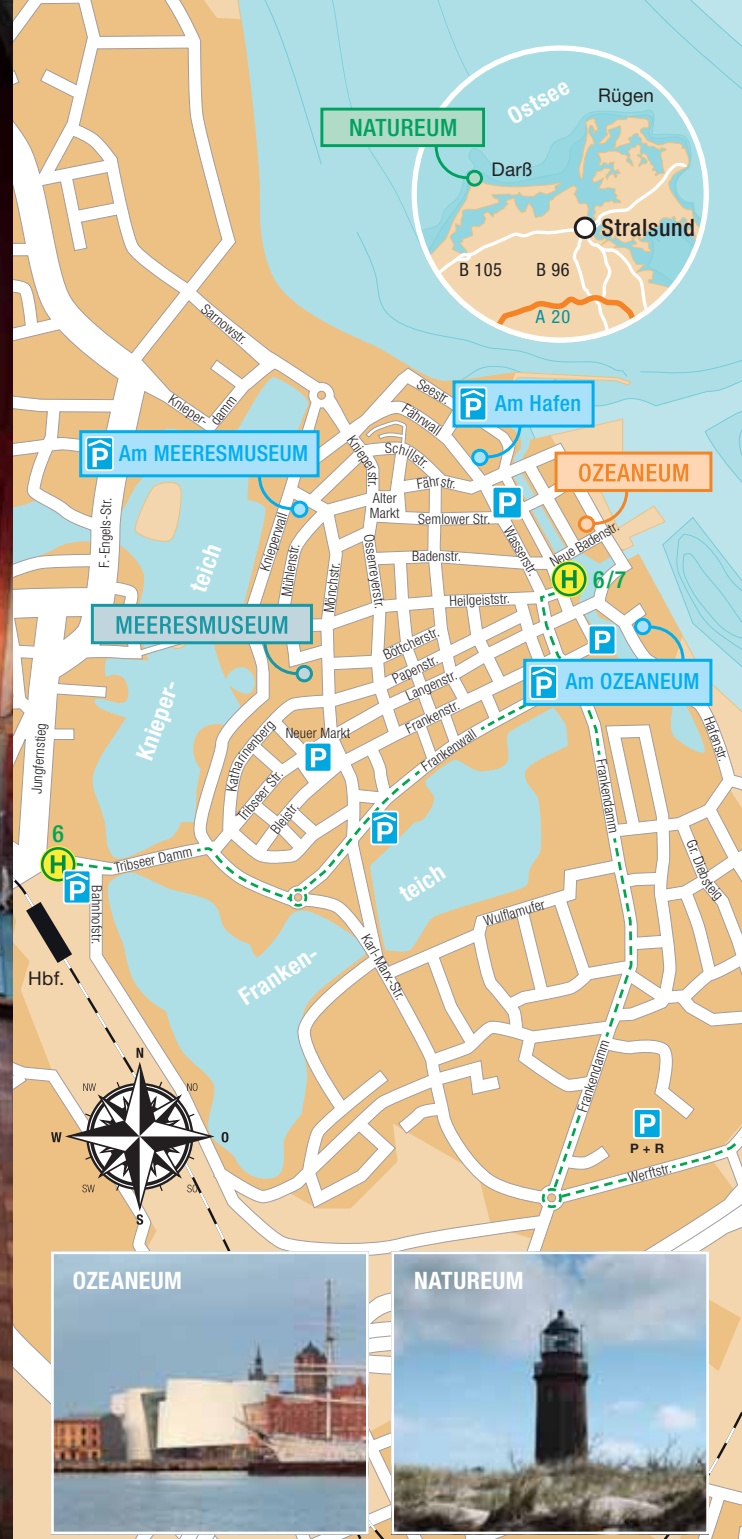 Ostsee
Rügen
NATUREUM
Darß
Stralsund
B 105
B 96
A 20
Sarnowstr.
Knieper-
damm
Seestr.
Fährwall
P Am Hafen
P Am MEERESMUSEUM
Knieperstr.
Schillstr.
Fährstr.
OZEANEUM
F.-Engels-Str.
Alter
Markt
P
Semlower Str.
Wasserstr.
Neue Badenstr.
Knieperwall
Mühlenstr.
Mönchstr.
Ossenreyerstr.
Badenstr.
teich
H 6/7
Heilgeiststr.
MEERESMUSEUM
Böttcherstr.
P
Papenstr.
Langenstr.
P Am OZEANEUM
Knieper-
Frankenstr.
Hafenstr.
Jungfernstieg
Katharinenberg
Neuer Markt
P
Frankenwall
Tribseer Str.
Bleistr.
Frankendamm
P
6
H
Tribseer Damm
P
Bahnhofstr.
teich
Gr. Diebsteig
Wulflamufer
Franken-
Karl-Marx-Str.
Hbf.
N
NW
NO
W
O
SW
SO
S
Frankendamm
P
P + R
Werftstr.
OZEANEUM
NATUREUM